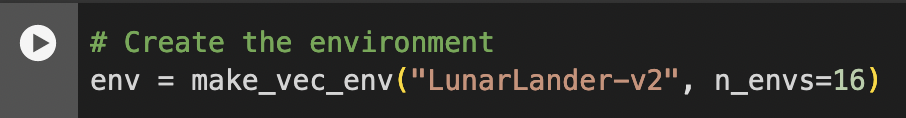 # Create the environment
env = make_vec_env("LunarLander-v2", n_envs=16)